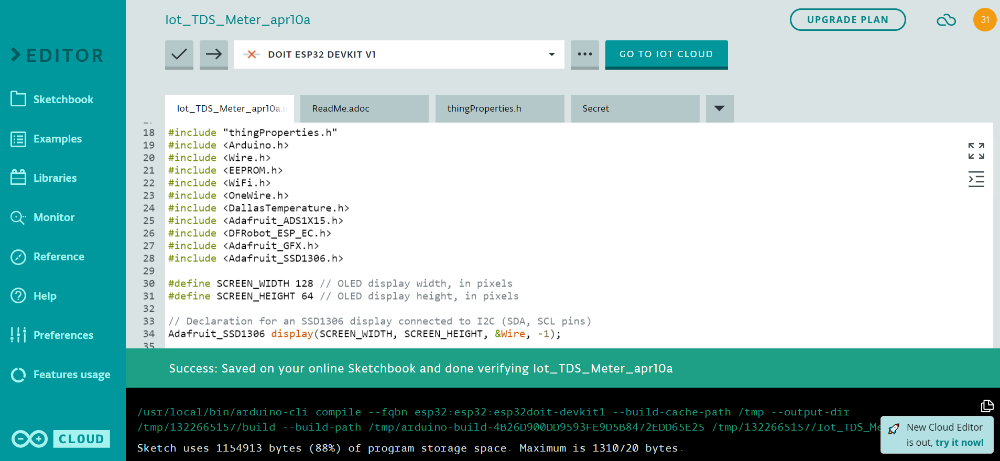 Iot_TDS_Meter_apr10a
UPGRADE PLAN
31
EDITOR
DOIT ESP32 DEVKIT V1
GO TO IOT CLOUD
Sketchbook
Examples
Libraries
Monitor
Reference
Help
Preferences
Features usage
CLOUD
Iot_TDS_Meter_apr10a.i
ReadMe.adoc
thingProperties.h
Secret
18 #include "thingProperties.h"
19 #include <Arduino.h>
20 #include <Wire.h>
21 #include <EEPROM.h>
22 #include <WiFi.h>
23 #include <OneWire.h>
24 #include <DallasTemperature.h>
25 #include <Adafruit_ADS1X15.h>
26 #include <DFRobot_ESP_EC.h>
27 #include <Adafruit_GFX.h>
28 #include <Adafruit_SSD1306.h>
29
30 #define SCREEN_WIDTH 128 // OLED display width, in pixels
31 #define SCREEN_HEIGHT 64 // OLED display height, in pixels
32
33 // Declaration for an SSD1306 display connected to I2C (SDA, SCL pins)
34 Adafruit_SSD1306 display(SCREEN_WIDTH, SCREEN_HEIGHT, &Wire, -1);
35
Success: Saved on your online Sketchbook and done verifying Iot_TDS_Meter_apr10a
/usr/local/bin/arduino-cli compile --fqbn esp32:esp32:esp32doit-devkit1 --build-cache-path /tmp --output-dir
/tmp/1322665157/build --build-path /tmp/arduino-build-4B26D900DD9593FE9D5B8472EDD65E25 /tmp/1322665157/Iot_TDS_Me
Sketch uses 1154913 bytes (88%) of program storage space. Maximum is 1310720 bytes.
New Cloud Editor
is out, try it now!